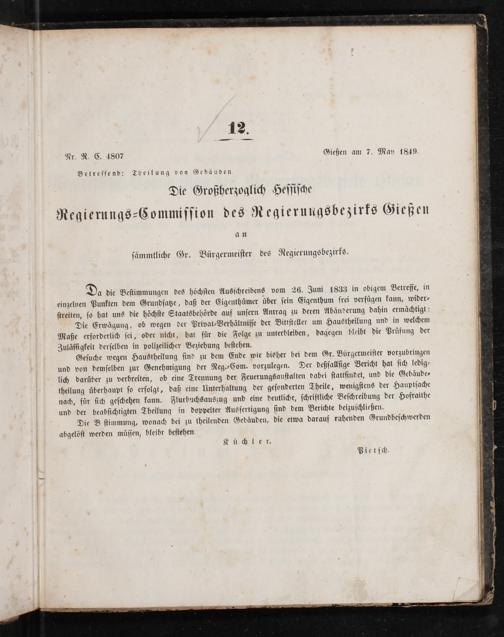 12.
Nr. R. C. 4807 Gießen am 7. May 1849.
Betreffend: Theilung von Gebäuden
Die Großherzoglich Hessische
Regierungs-Commission des Regierungsbezirks Gießen
an
sämmtliche Gr. Bürgermeister des Regierungsbezirks.
Da die Bestimmungen des höchsten Ausschreibens vom 26. Juni 1833 in obigem Betreffe, in
einzelnen Punkten dem Grundsatze, daß der Eigenthümer über sein Eigenthum frei verfügen kann, wider-
streiten, so hat uns die höchste Staatsbehörde auf unsern Antrag zu deren Abänderung dahin ermächtigt:
Die Erwägung, ob wegen der Privat-Verhältnisse der Bittsteller um Haustheilung und in welchem
Maße erforderlich sei, oder nicht, hat für die Folge zu unterbleiben, dagegen bleibt die Prüfung der
Zulässigkeit derselben in polizeilicher Beziehung bestehen.
Gesuche wegen Haustheilung sind zu dem Ende wie bisher bei dem Gr. Bürgermeister vorzubringen
und von demselben zur Genehmigung der Reg.-Com. vorzulegen. Der desfallsige Bericht hat sich ledig-
lich darüber zu verbreiten, ob eine Trennung der Feuerungsanstalten dabei stattfindet, und die Gebäude-
theilung überhaupt so erfolgt, daß eine Unterhaltung der gesonderten Theile, wenigstens der Hauptsache
nach, für sich geschehen kann. Flurbuchsauszug und eine deutliche, schriftliche Beschreibung der Hofraithe
und der beabsichtigten Theilung in doppelter Ausfertigung sind dem Berichte beizuschließen.
Die B stimmung, wonach bei zu theilenden Gebäuden, die etwa darauf ruhenden Grundbeschwerden
abgelöst werden müssen, bleibt bestehen.
Küchler.
Pietsch.